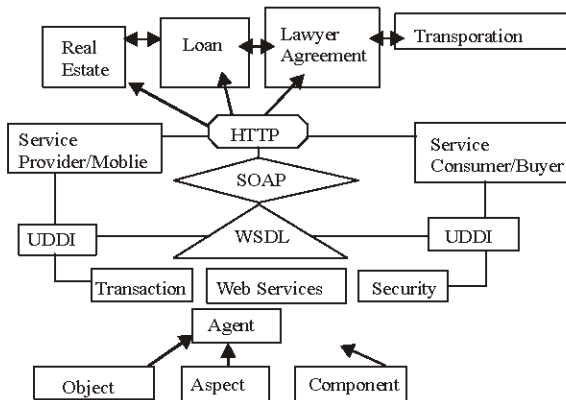 Real
Estate
Loan
Lawyer
Agreement
Transporation
HTTP
Service
Provider/Moblie
Service
Consumer/Buyer
SOAP
UDDI
WSDL
UDDI
Transaction
Web Services
Security
Agent
Object
Aspect
Component